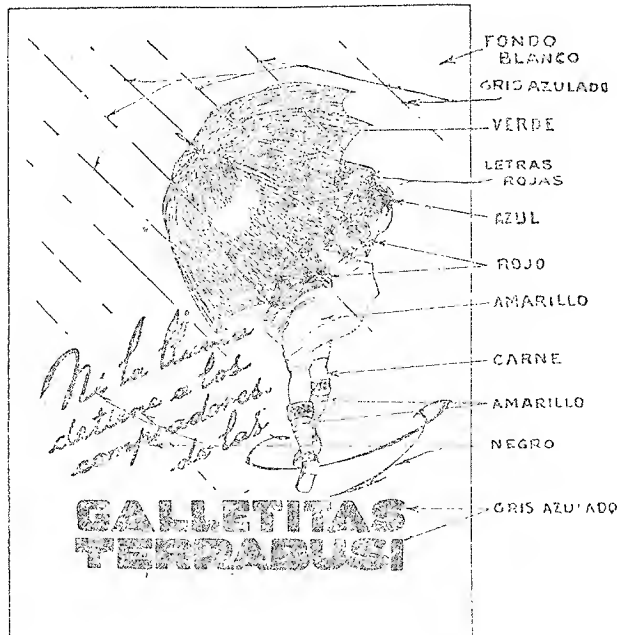 FONDO
BLANCO
GRIS AZULADO
VERDE
LETRAS
ROJAS
AZUL
ROJO
AMARILLO
CARNE
AMARILLO
NEGRO
GRIS AZULADO
Ni la lluvia
detiene a los
compradores
de las
GALLETITAS
TERRABUSI